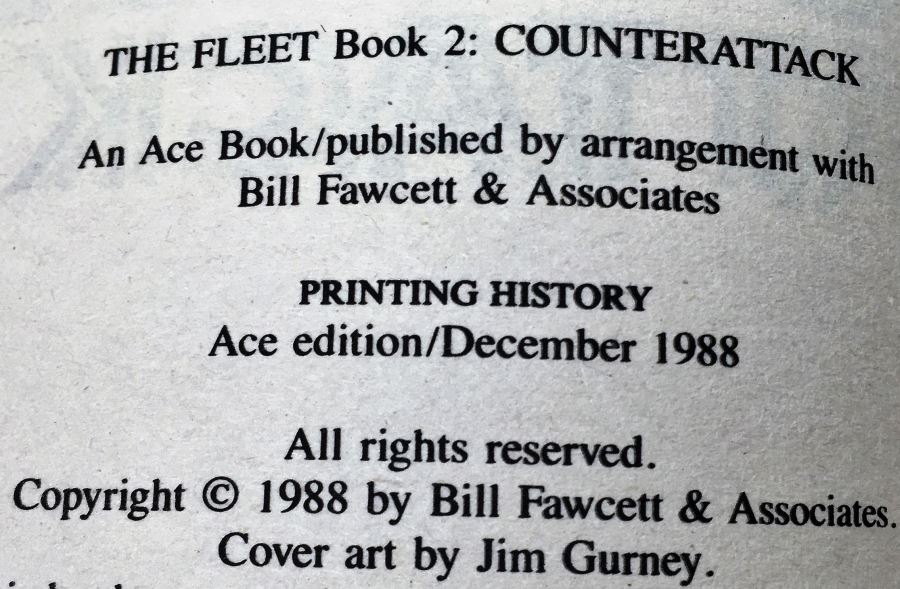 THE FLEET Book 2: COUNTERATTACK
An Ace Book/published by arrangement with
Bill Fawcett & Associates
PRINTING HISTORY
Ace edition/December 1988
All rights reserved.
Copyright © 1988 by Bill Fawcett & Associates.
Cover art by Jim Gurney.